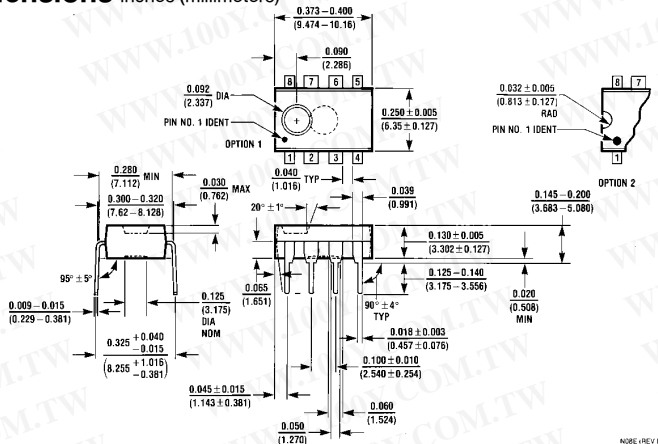 inches (millimeters)
0.373 – 0.400
(9.474 – 10.16)
0.090
(2.286)
8 7 6 5
0.092 DIA
(2.337)
PIN NO. 1 IDENT
OPTION 1
0.250 ± 0.005
(6.35 ± 0.127)
1 2 3 4
8 7
0.032 ± 0.005
(0.813 ± 0.127)
RAD
PIN NO. 1 IDENT
1
OPTION 2
0.280 MIN
(7.112)
0.300 – 0.320
(7.62 – 8.128)
0.030 MAX
(0.762)
0.040 TYP
(1.016)
0.039
(0.991)
20° ± 1°
0.145 – 0.200
(3.683 – 5.080)
0.130 ± 0.005
(3.302 ± 0.127)
0.125 – 0.140
(3.175 – 3.556)
0.020
(0.508)
MIN
95° ± 5°
0.065
(1.651)
90° ± 4°
TYP
0.009 – 0.015
(0.229 – 0.381)
0.125
(3.175)
DIA
NOM
0.018 ± 0.003
(0.457 ± 0.076)
0.325 +0.040 −0.015
(8.255 +1.016 −0.381)
0.100 ± 0.010
(2.540 ± 0.254)
0.045 ± 0.015
(1.143 ± 0.381)
0.060
(1.524)
0.050
(1.270)
WWW.100Y.COM.TW